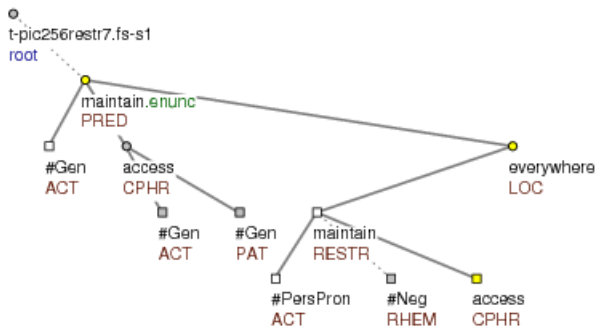 t-pic256restr7.fs-s1
root
maintain.enunc
PRED
#Gen
ACT
access
CPHR
everywhere
LOC
#Gen
ACT
#Gen
PAT
maintain
RESTR
#PersPron
ACT
#Neg
RHEM
access
CPHR